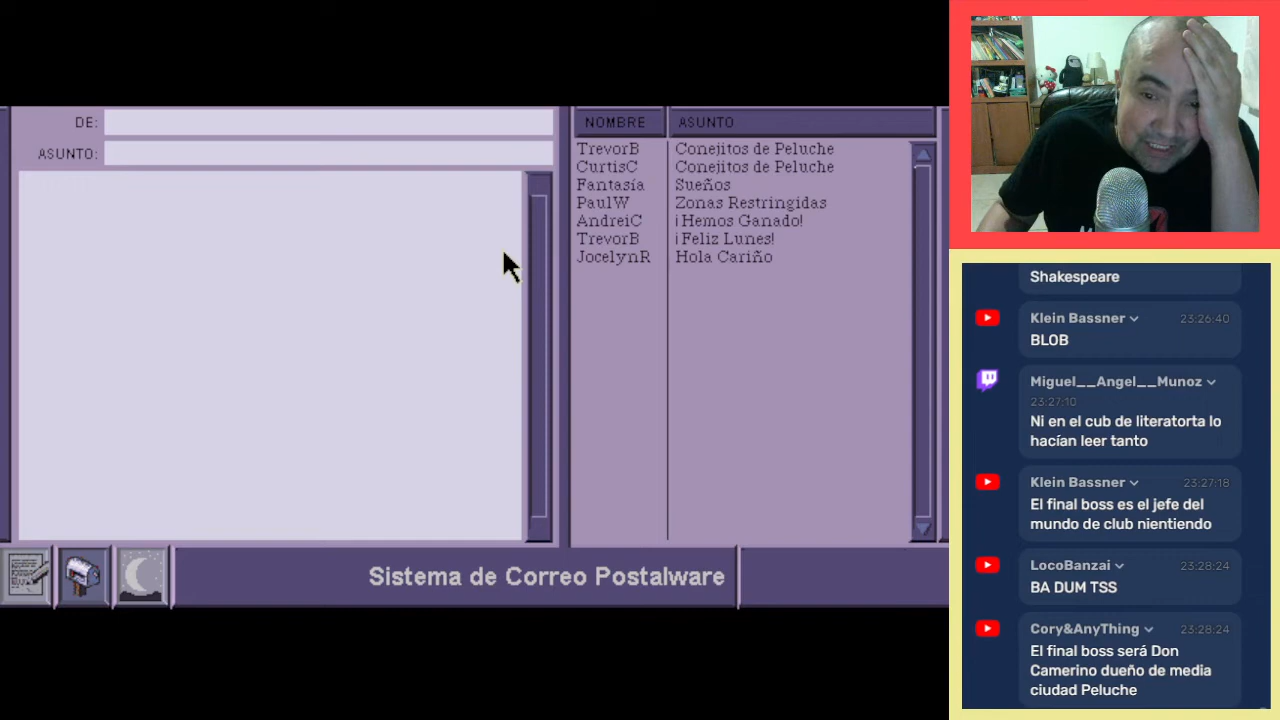 DE:
ASUNTO:
NOMBRE ASUNTO
TrevorB Conejitos de Peluche
CurtisC Conejitos de Peluche
Fantasía Sueños
PaulW Zonas Restringidas
AndreiC ¡Hemos Ganado!
TrevorB ¡Feliz Lunes!
JocelynR Hola Cariño
Sistema de Correo Postalware
Shakespeare
Klein Bassner 23:26:40
BLOB
Miguel__Angel__Munoz
23:27:10
Ni en el cub de literatorta lo
hacían leer tanto
Klein Bassner 23:27:18
El final boss es el jefe del
mundo de club nientiendo
LocoBanzai 23:28:24
BA DUM TSS
Cory&AnyThing 23:28:24
El final boss será Don
Camerino dueño de media
ciudad Peluche